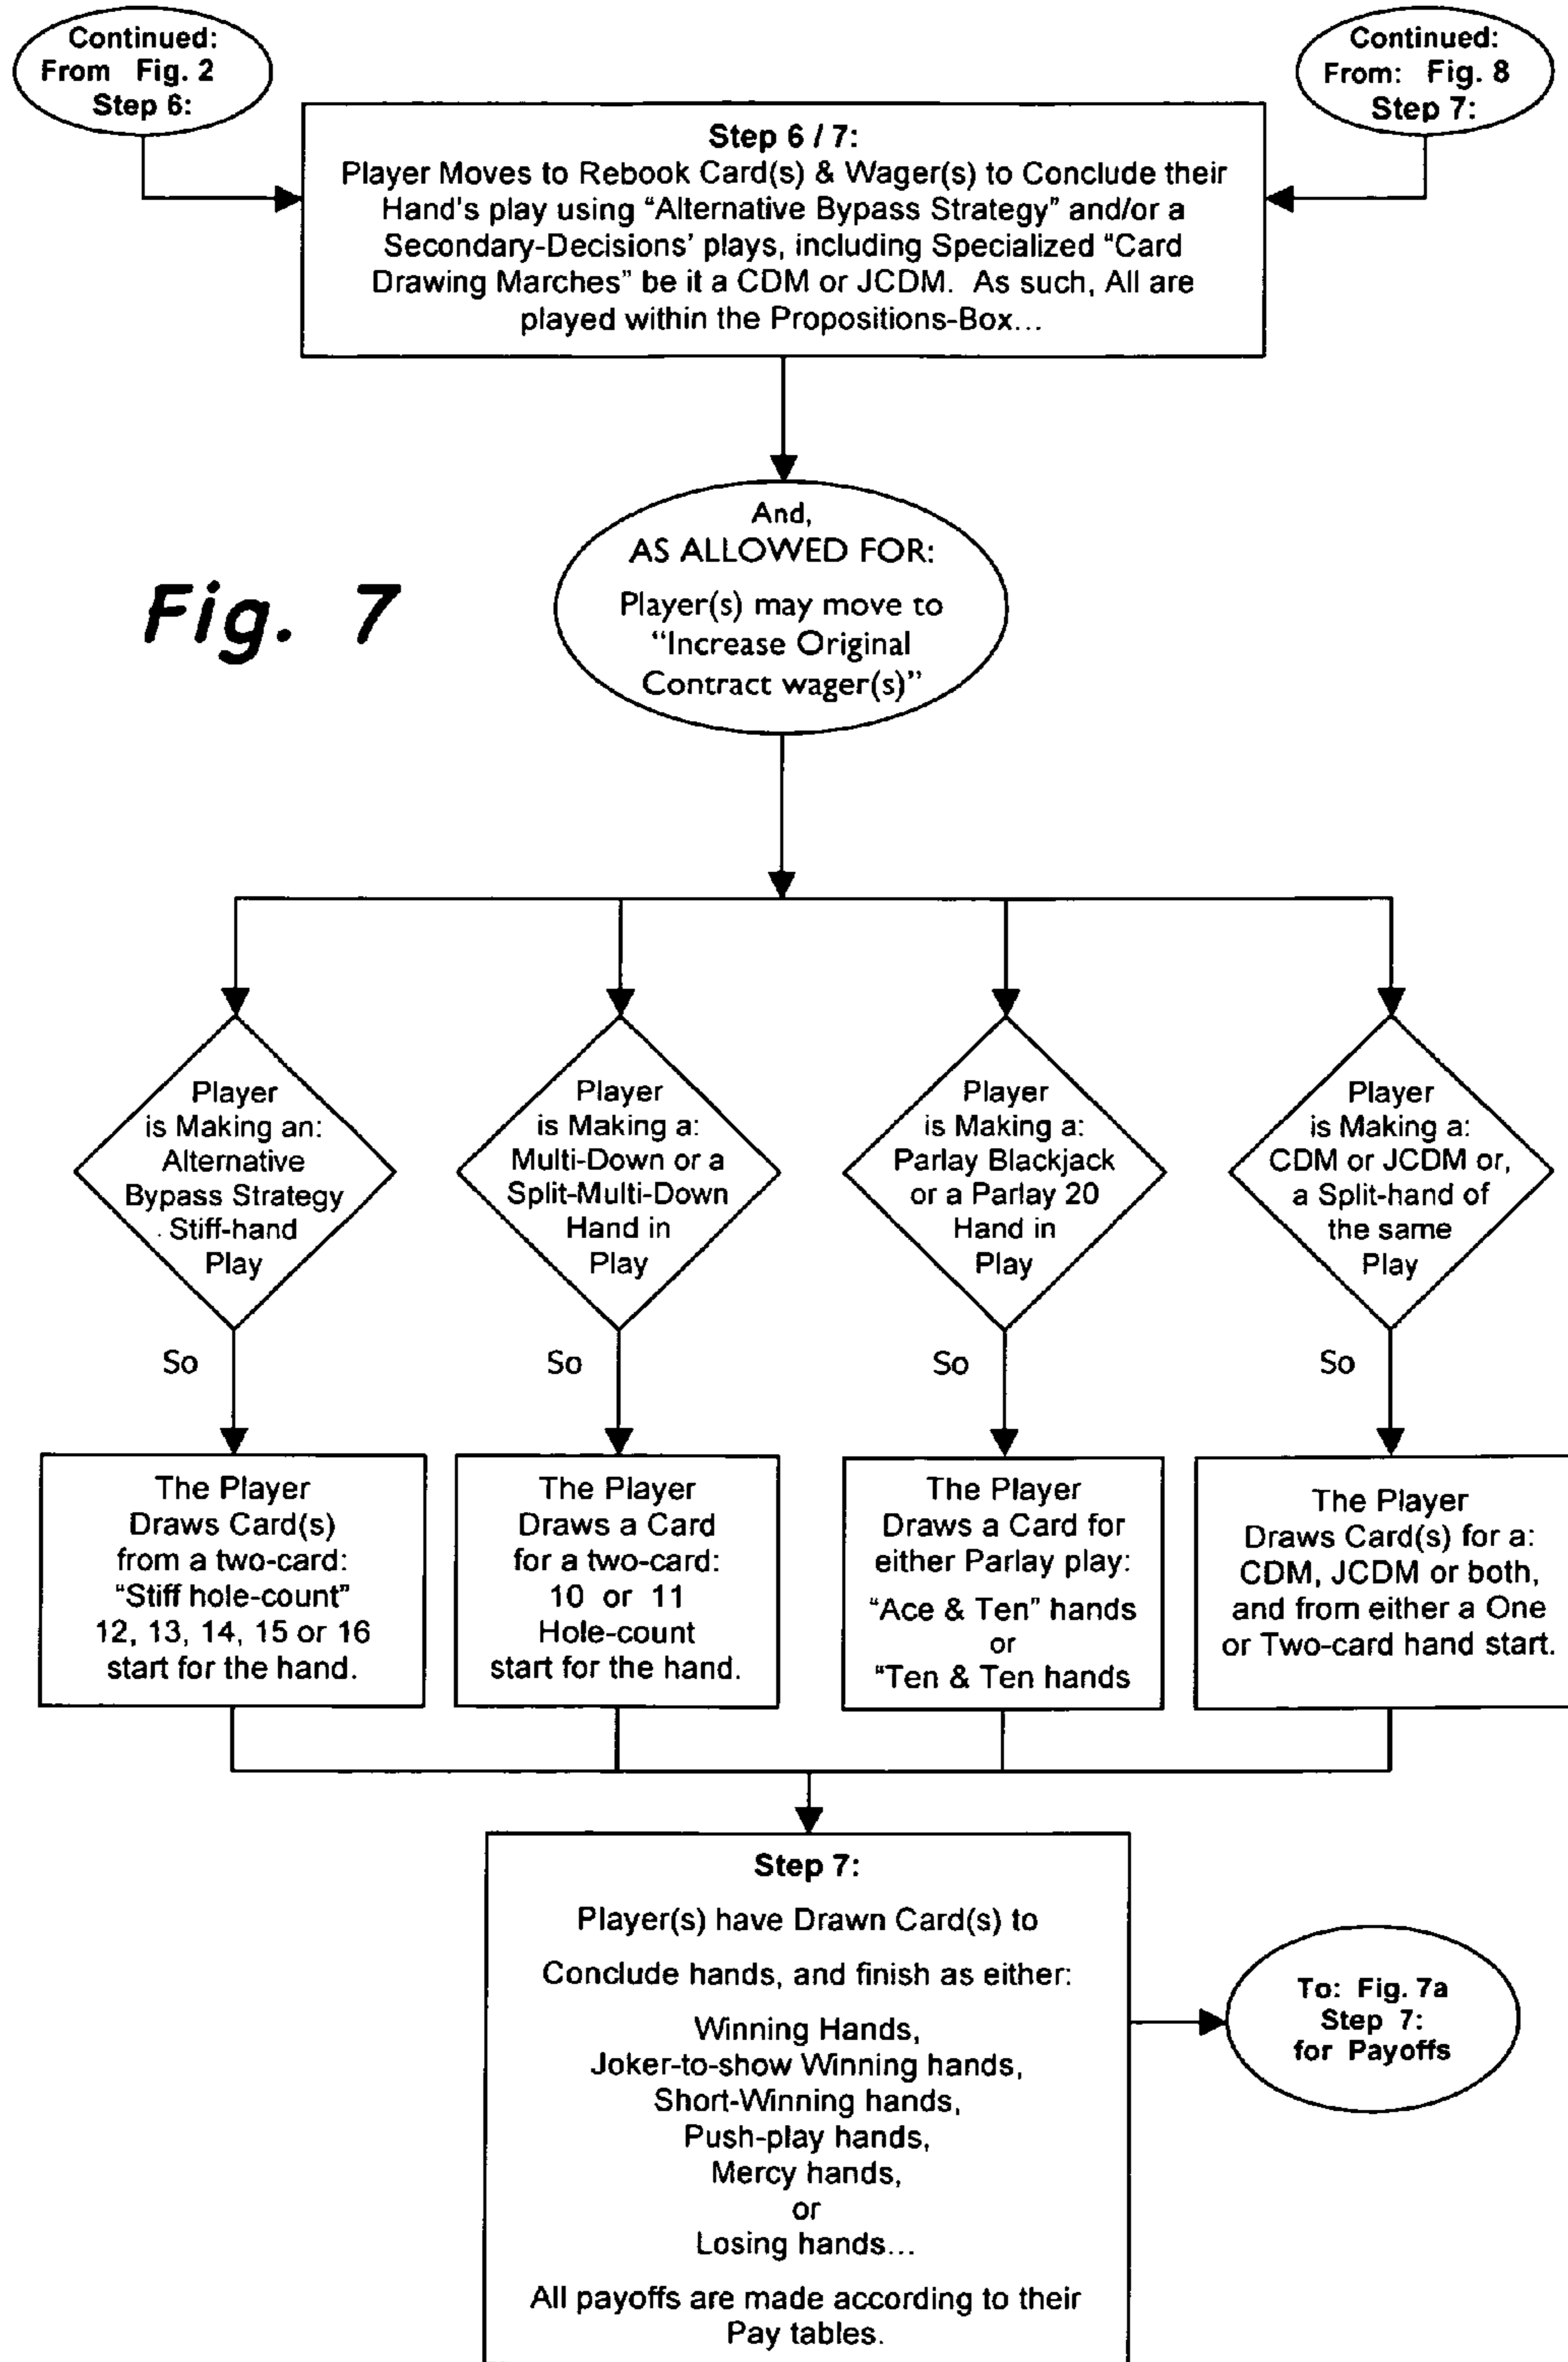 Continued:
From Fig. 2
Step 6:
Continued:
From: Fig. 8
Step 7:
Step 6 / 7:
Player Moves to Rebook Card(s) & Wager(s) to Conclude their
Hand's play using “Alternative Bypass Strategy” and/or a
Secondary-Decisions’ plays, including Specialized “Card
Drawing Marches” be it a CDM or JCDM. As such, All are
played within the Propositions-Box...
And,
AS ALLOWED FOR:
Player(s) may move to
“Increase Original
Contract wager(s)”
Fig. 7
Player
is Making an:
Alternative
Bypass Strategy
Stiff-hand
Play
Player
is Making a:
Multi-Down or a
Split-Multi-Down
Hand in
Play
Player
is Making a:
Parlay Blackjack
or a Parlay 20
Hand in
Play
Player
is Making a:
CDM or JCDM or,
a Split-hand of
the same
Play
So
So
So
So
The Player
Draws Card(s)
from a two-card:
“Stiff hole-count”
12, 13, 14, 15 or 16
start for the hand.
The Player
Draws a Card
for a two-card:
10 or 11
Hole-count
start for the hand.
The Player
Draws a Card for
either Parlay play:
“Ace & Ten” hands
or
“Ten & Ten hands
The Player
Draws Card(s) for a:
CDM, JCDM or both,
and from either a One
or Two-card hand start.
Step 7:
Player(s) have Drawn Card(s) to
Conclude hands, and finish as either:
Winning Hands,
Joker-to-show Winning hands,
Short-Winning hands,
Push-play hands,
Mercy hands,
or
Losing hands...
All payoffs are made according to their
Pay tables.
To: Fig. 7a
Step 7:
for Payoffs